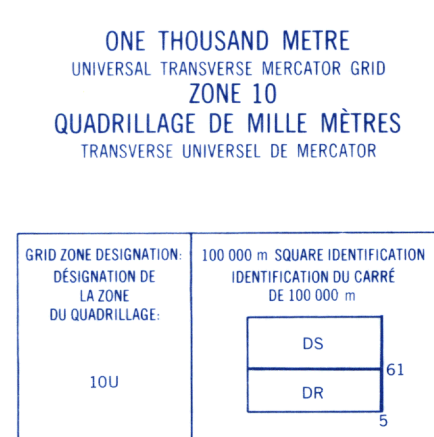 ONE THOUSAND METRE
UNIVERSAL TRANSVERSE MERCATOR GRID
ZONE 10
QUADRILLAGE DE MILLE MÈTRES
TRANSVERSE UNIVERSEL DE MERCATOR
GRID ZONE DESIGNATION:
DÉSIGNATION DE
LA ZONE
DU QUADRILLAGE:
10U
100 000 m SQUARE IDENTIFICATION
IDENTIFICATION DU CARRÉ
DE 100 000 m
DS
61
DR
5